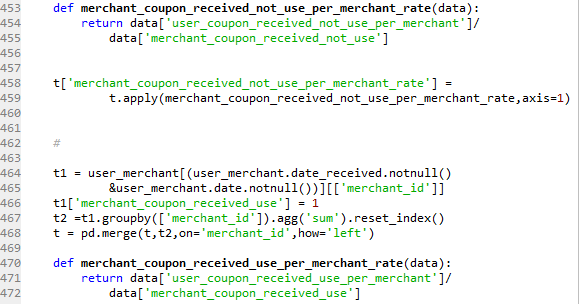 453 def merchant_coupon_received_not_use_per_merchant_rate(data):
454 return data['user_coupon_received_not_use_per_merchant']/
455 data['merchant_coupon_received_not_use']
456
457
458 t['merchant_coupon_received_not_use_per_merchant_rate'] =
459 t.apply(merchant_coupon_received_not_use_per_merchant_rate,axis=1)
460
461
462 #
463
464 t1 = user_merchant[(user_merchant.date_received.notnull()
465 &user_merchant.date.notnull())][['merchant_id']]
466 t1['merchant_coupon_received_use'] = 1
467 t2 =t1.groupby(['merchant_id']).agg('sum').reset_index()
468 t = pd.merge(t,t2,on='merchant_id',how='left')
469
470 def merchant_coupon_received_use_per_merchant_rate(data):
471 return data['user_coupon_received_use_per_merchant']/
472 data['merchant_coupon_received_use']